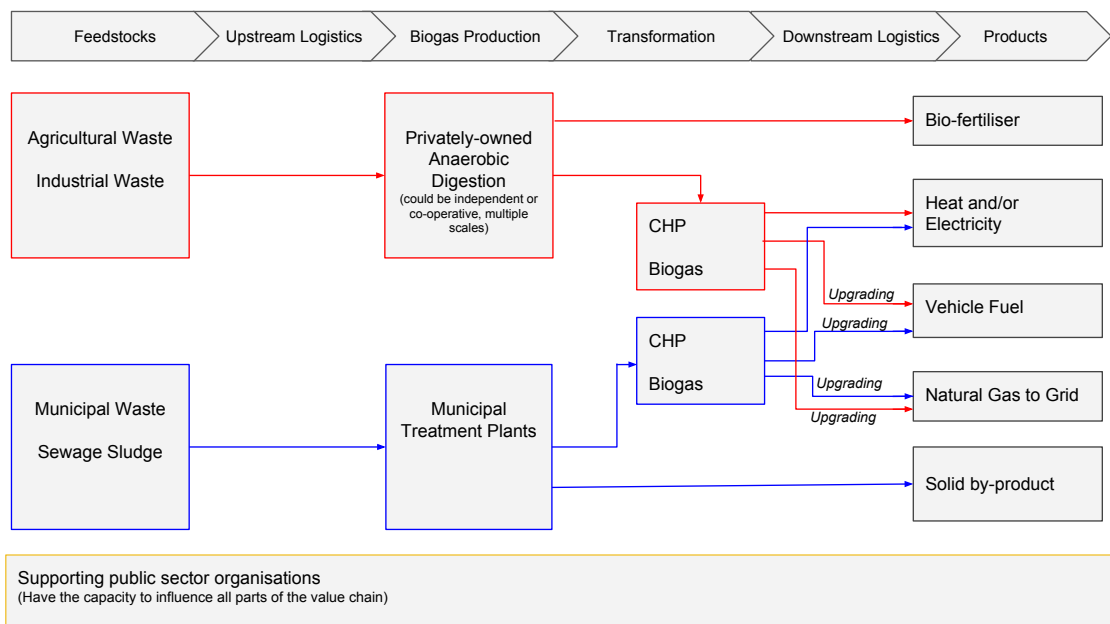 Feedstocks
Upstream Logistics
Biogas Production
Transformation
Downstream Logistics
Products
Agricultural Waste
Industrial Waste
Privately-owned
Anaerobic
Digestion
(could be independent or
co-operative, multiple
scales)
Bio-fertiliser
CHP
Biogas
Heat and/or
Electricity
Upgrading
Vehicle Fuel
Upgrading
CHP
Biogas
Upgrading
Natural Gas to Grid
Upgrading
Municipal Waste
Sewage Sludge
Municipal
Treatment Plants
Solid by-product
Supporting public sector organisations
(Have the capacity to influence all parts of the value chain)